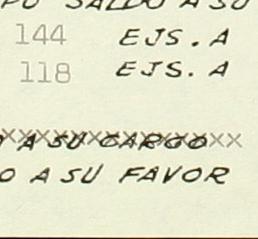 SALDO A SU
144 EJS. A
118 EJS. A
A SU CARGO
O A SU FAVOR